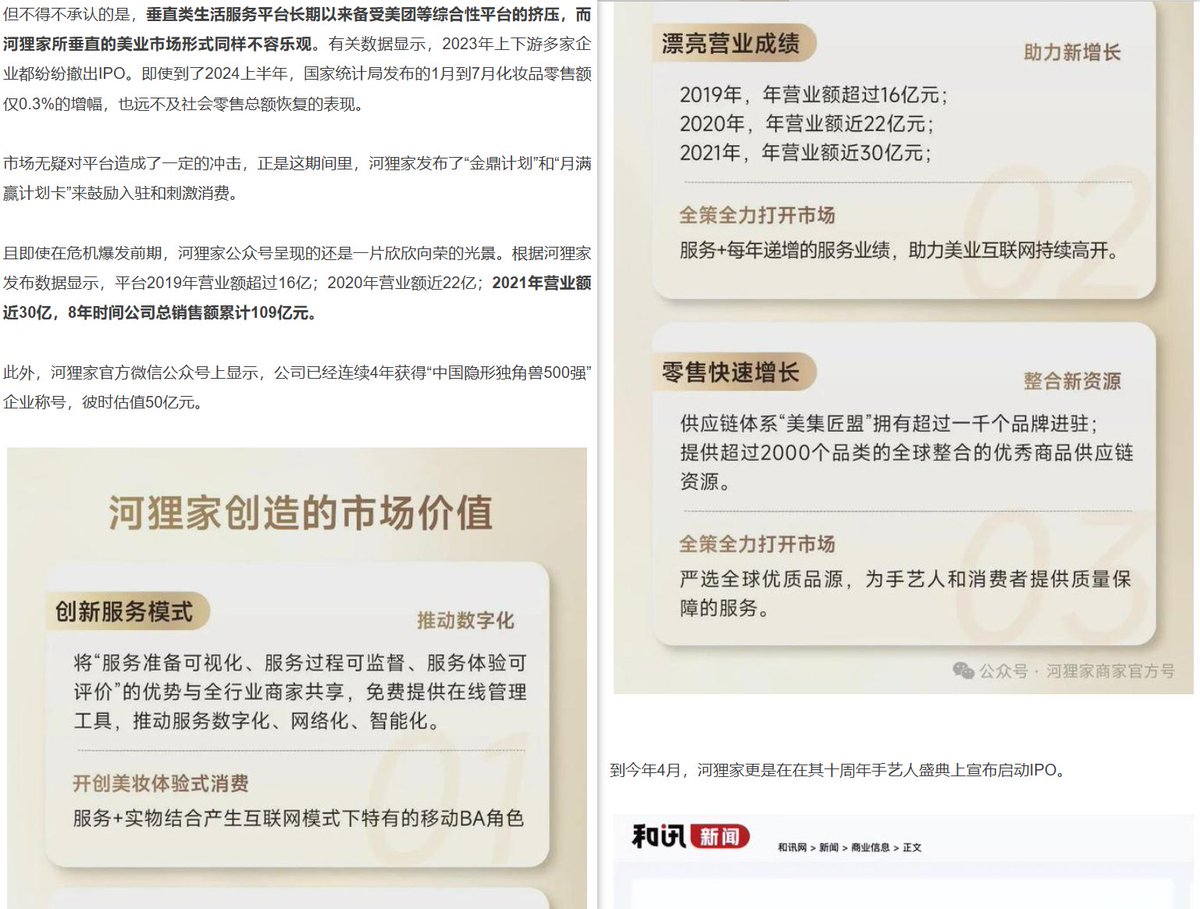 但不得不承认的是，垂直类生活服务平台长期以来备受美团等综合性平台的挤压，而
河狸家所垂直的美业市场形式同样不容乐观。有关数据显示，2023年上下游多家企
业都纷纷撤出IPO。即使到了2024上半年，国家统计局发布的1月到7月化妆品零售额
仅0.3%的增幅，也远不及社会零售总额恢复的表现。
市场无疑对平台造成了一定的冲击，正是这期间里，河狸家发布了“金鼎计划”和“月满
赢计划卡”来鼓励入驻和刺激消费。
且即使在危机爆发前期，河狸家公众号呈现的还是一片欣欣向荣的光景。根据河狸家
发布数据显示，平台2019年营业额超过16亿；2020年营业额近22亿；2021年营业额
近30亿，8年时间公司总销售额累计109亿元。
此外，河狸家官方微信公众号上显示，公司已经连续4年获得“中国隐形独角兽500强”
企业称号，彼时估值50亿元。
河狸家创造的市场价值
创新服务模式
推动数字化
将“服务准备可视化、服务过程可监督、服务体验可
评价”的优势与全行业商家共享，免费提供在线管理
工具，推动服务数字化、网络化、智能化。
01
开创美妆体验式消费
服务+实物结合产生互联网模式下特有的移动BA角色
漂亮营业成绩
助力新增长
2019年，年营业额超过16亿元；
2020年，年营业额近22亿元；
2021年，年营业额近30亿元；
02
全策全力打开市场
服务+每年递增的服务业绩，助力美业互联网持续高开。
零售快速增长
整合新资源
供应链体系“美集匠盟”拥有超过一千个品牌进驻；
提供超过2000个品类的全球整合的优秀商品供应链
资源。
03
全策全力打开市场
严选全球优质品源，为手艺人和消费者提供质量保
障的服务。
公众号 · 河狸家商家官方号
到今年4月，河狸家更是在在其十周年手艺人盛典上宣布启动IPO。
和讯 新闻
和讯网 > 新闻 > 商业信息 > 正文